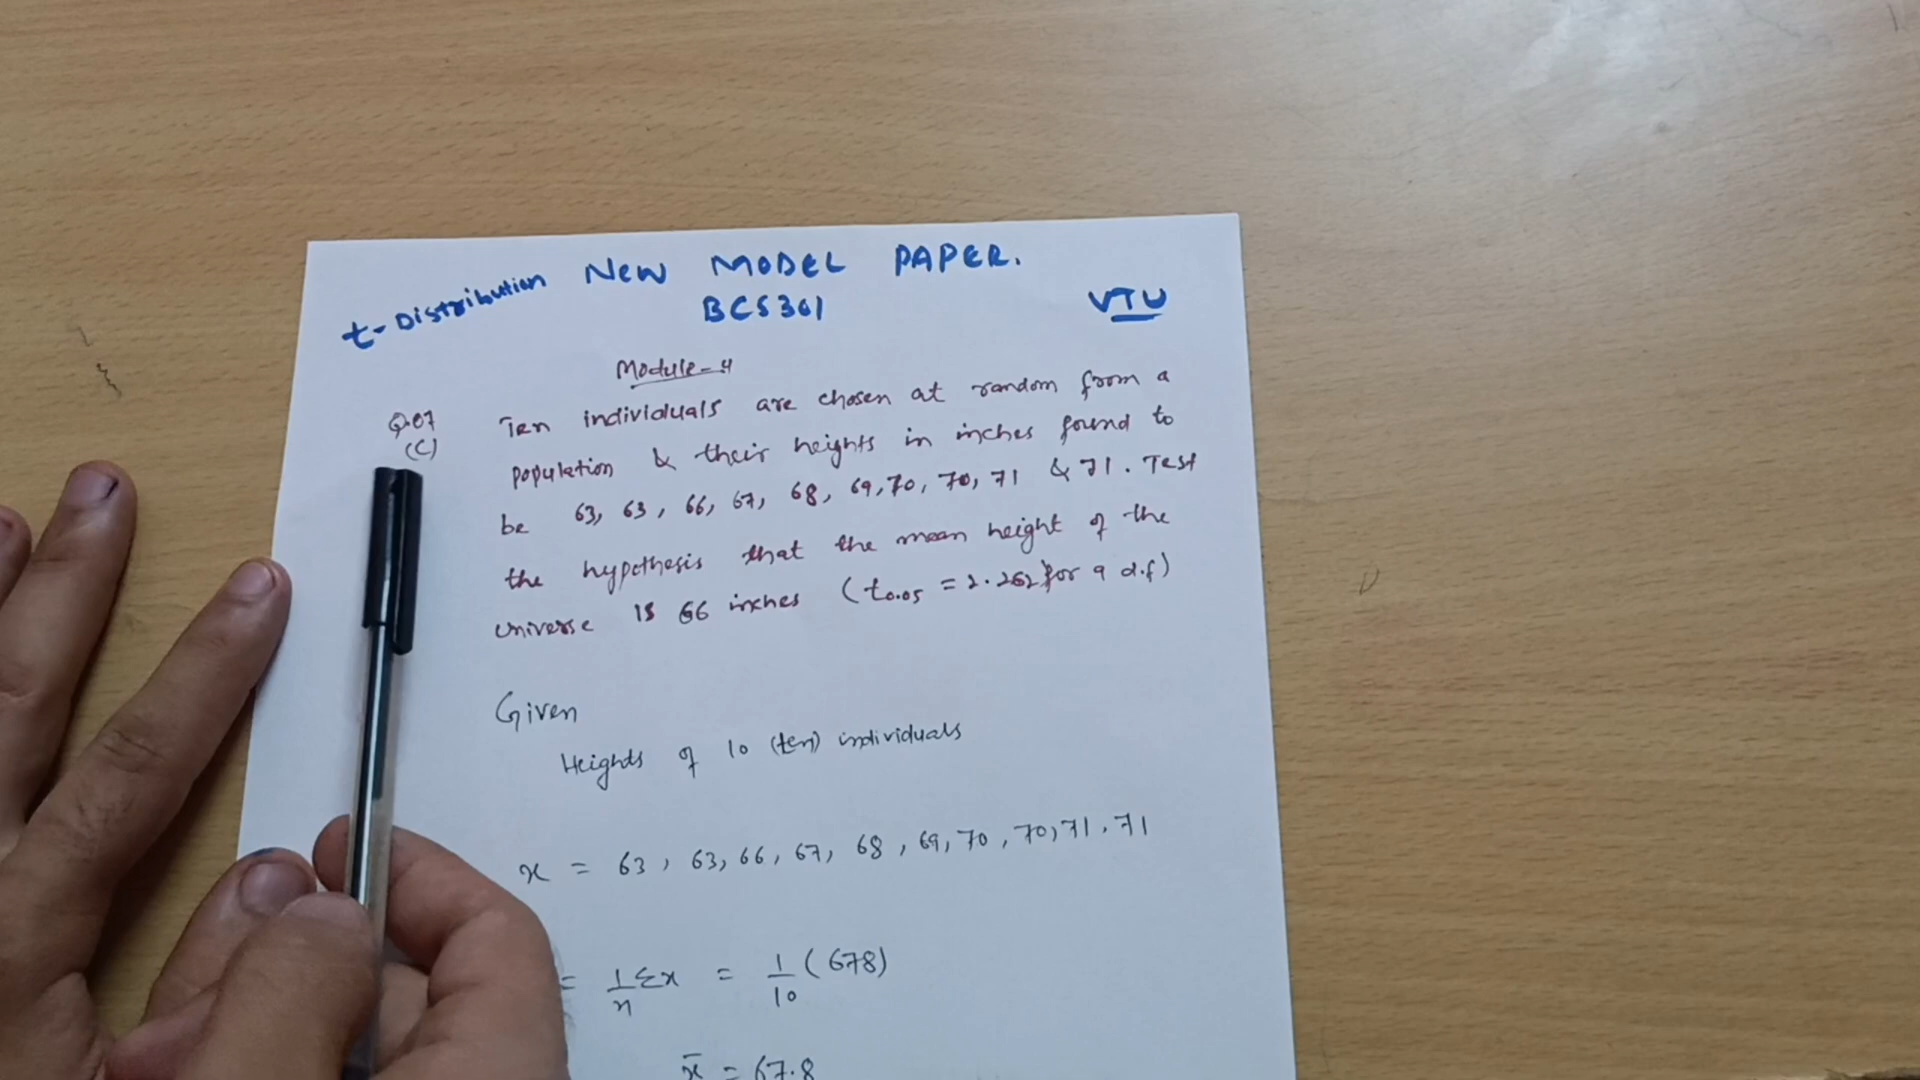 t-Distribution NEW MODEL PAPER.
BCS301 VTU
Module-4
Q.07 Ten individuals are chosen at random from a
(C) population & their heights in inches found to
be 63, 63, 66, 67, 68, 69, 70, 70, 71 & 71. Test
the hypothesis that the mean height of the
universe is 66 inches (t0.05 = 2.262 for 9 d.f)
Given
Heights of 10 (ten) individuals
x = 63, 63, 66, 67, 68, 69, 70, 70, 71, 71
= 1/n Σx = 1/10 (678)
x̄ = 67.8